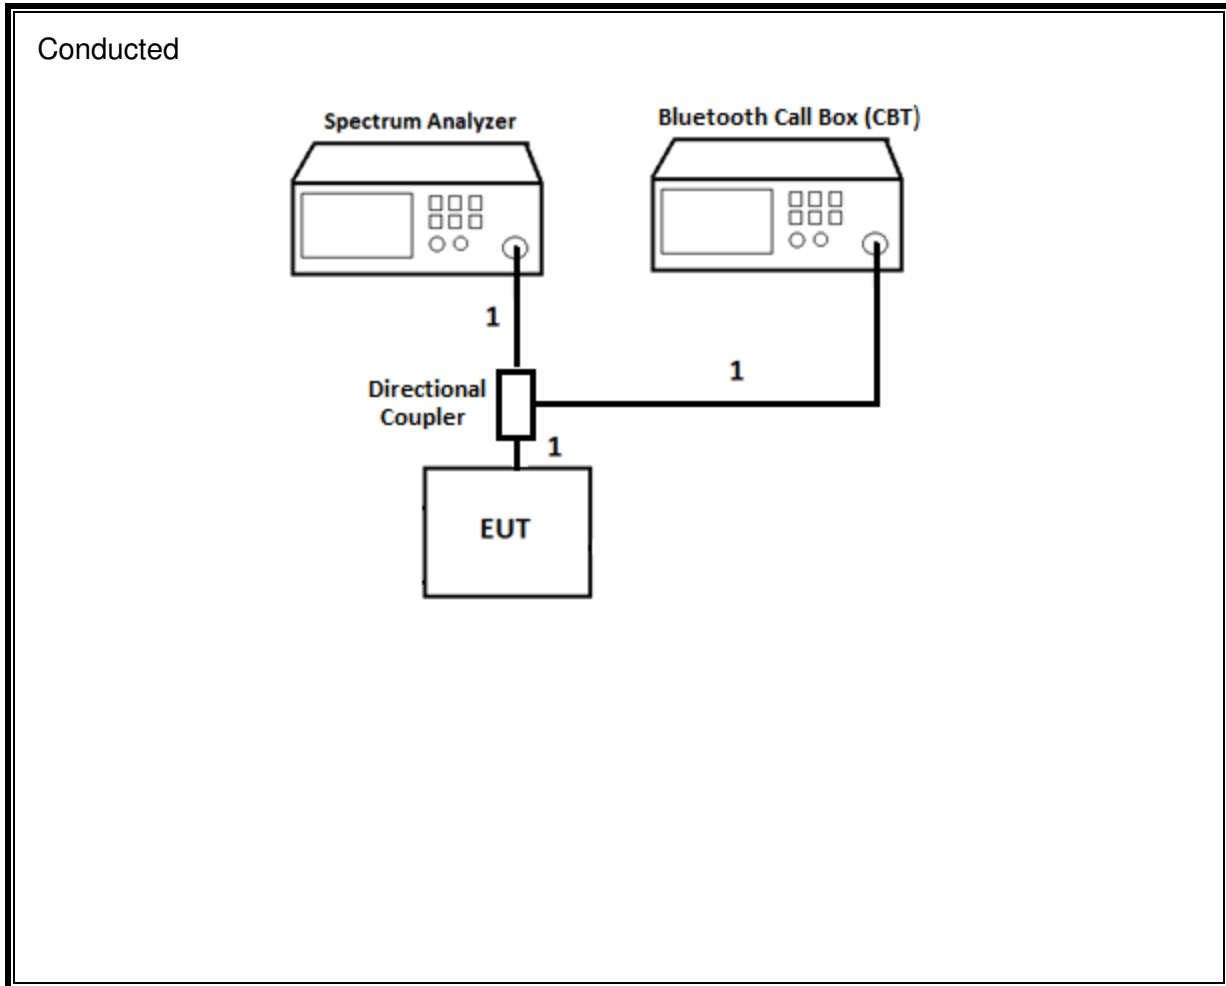 Conducted
Spectrum Analyzer
Bluetooth Call Box (CBT)
1
1
Directional
Coupler
1
EUT